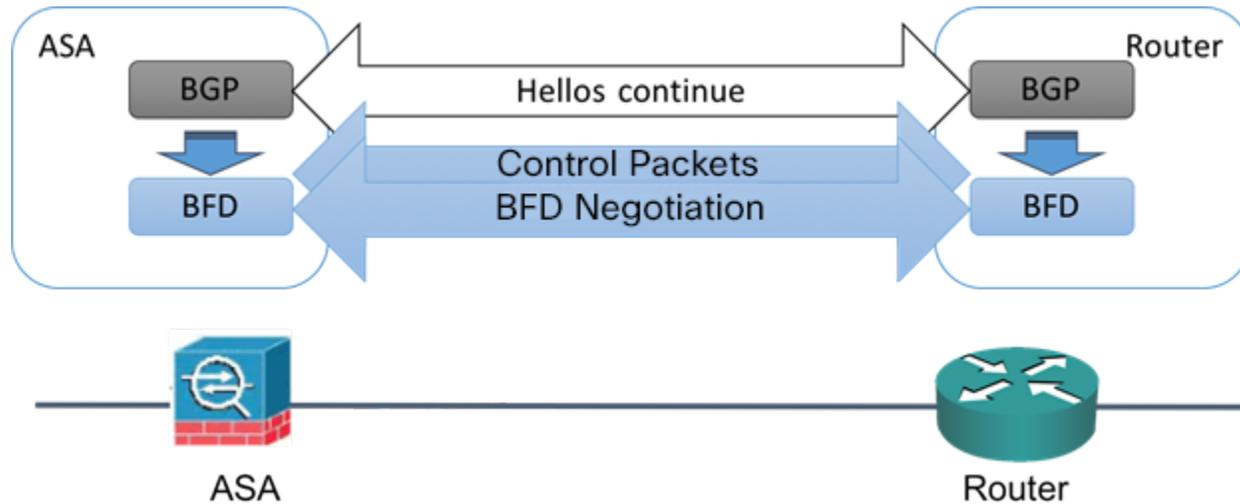 ASA
Router
BGP
Hellos continue
BGP
Control Packets
BFD
BFD Negotiation
BFD
ASA
Router